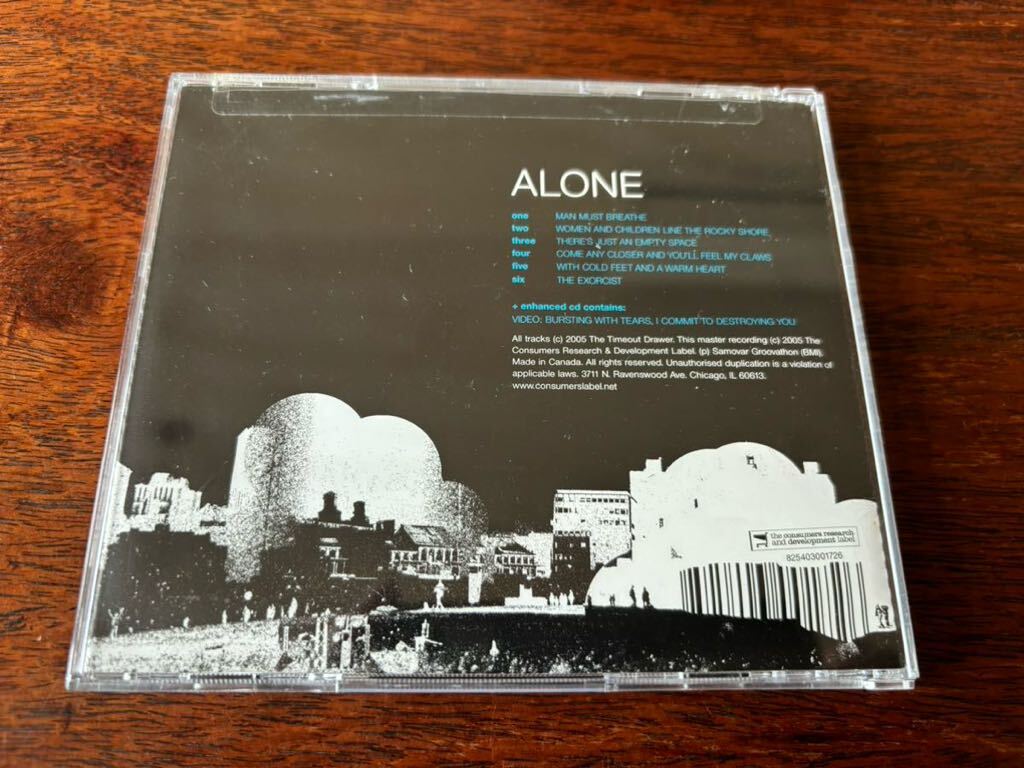 ALONE
one MAN MUST BREATHE
two WOMEN AND CHILDREN LINE THE ROCKY SHORE
three THERE'S JUST AN EMPTY SPACE
four COME ANY CLOSER AND YOU'LL FEEL MY CLAWS
five WITH COLD FEET AND A WARM HEART
six THE EXORCIST
+ enhanced cd contains:
VIDEO: BURSTING WITH TEARS, I COMMIT TO DESTROYING YOU
All tracks (c) 2005 The Timeout Drawer. This master recording (c) 2005 The
Consumers Research & Development Label. (p) Samovar Groovathon (BMI).
Made in Canada. All rights reserved. Unauthorised duplication is a violation of
applicable laws. 3711 N. Ravenswood Ave. Chicago, IL 60613.
www.consumerslabel.net
the consumers research
and development label
825403001726